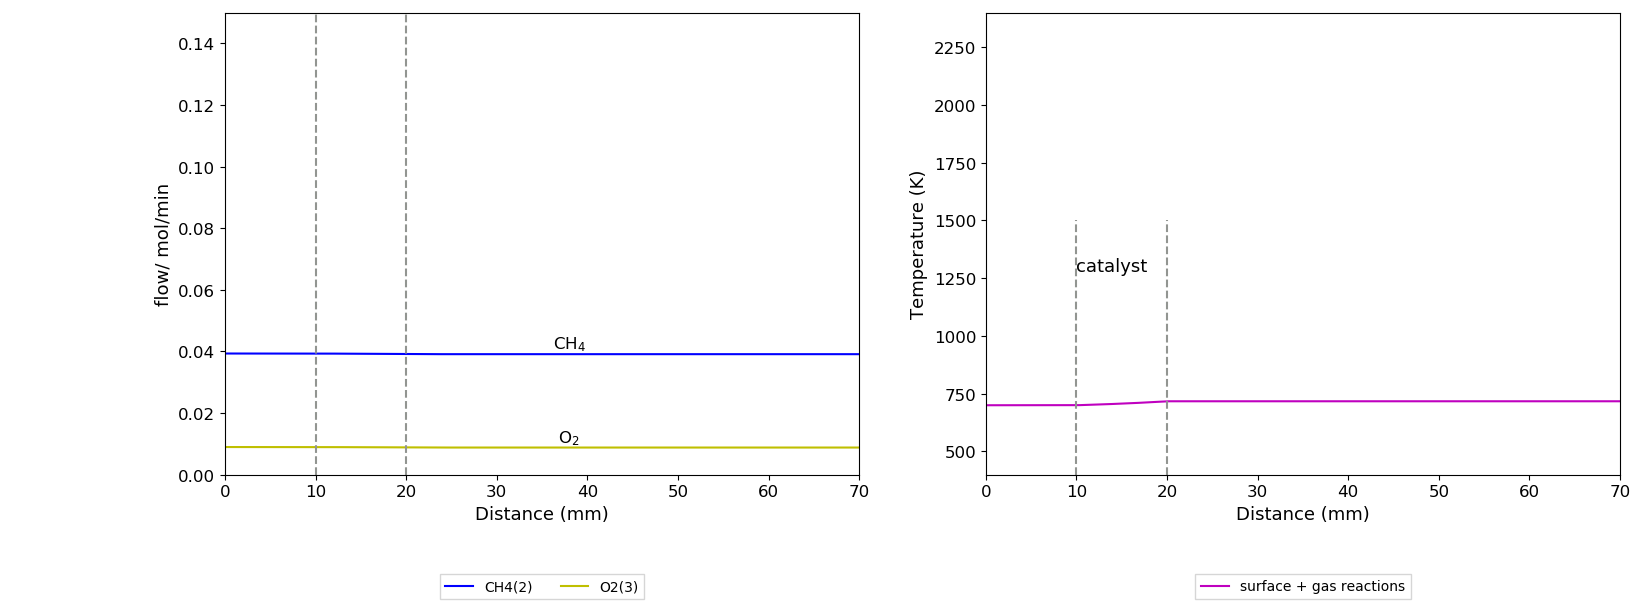 0.14
0.12
0.10
0.08
0.06
0.04
0.02
0.00
flow/ mol/min
CH₄
O₂
0 10 20 30 40 50 60 70
Distance (mm)
CH4(2) O2(3)
2250
2000
1750
1500
1250
1000
750
500
Temperature (K)
catalyst
0 10 20 30 40 50 60 70
Distance (mm)
surface + gas reactions